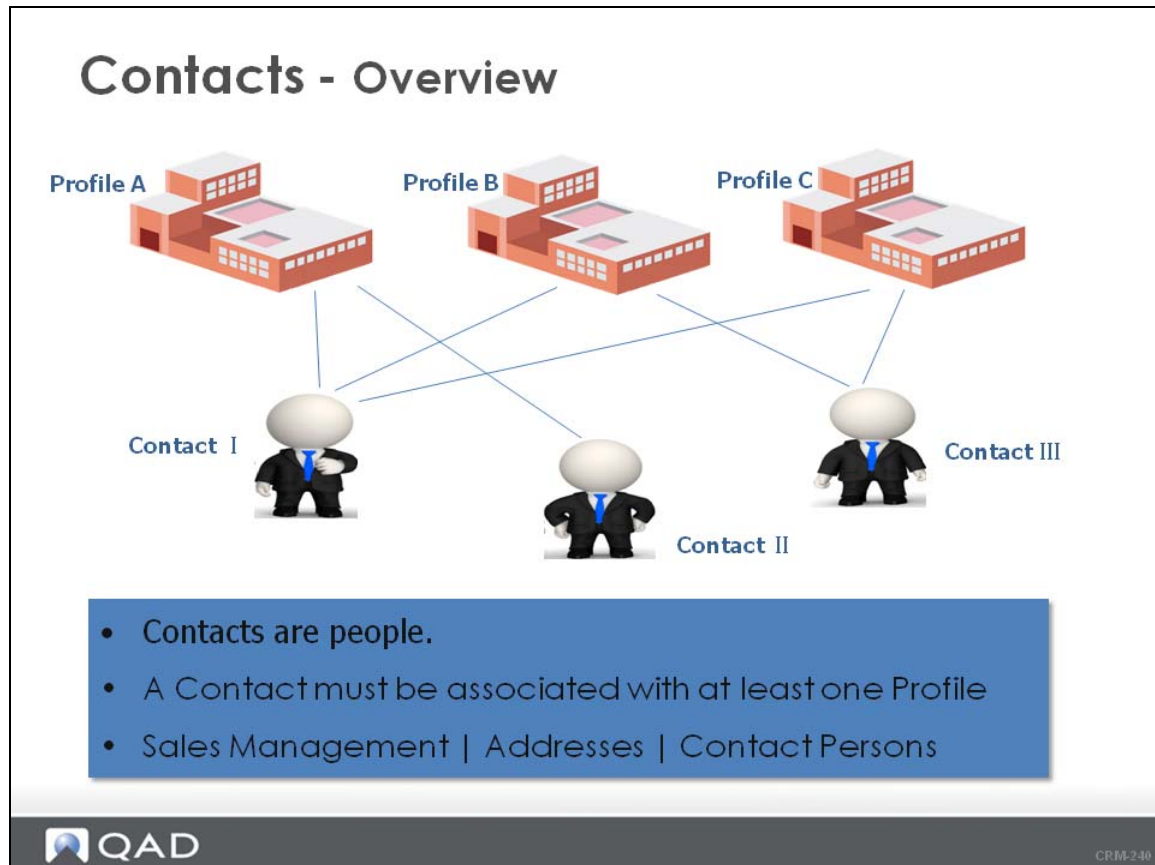 Contacts - Overview
Profile A
Profile B
Profile C
Contact I
Contact II
Contact III
• Contacts are people.
• A Contact must be associated with at least one Profile
• Sales Management | Addresses | Contact Persons
QAD
CRM-240